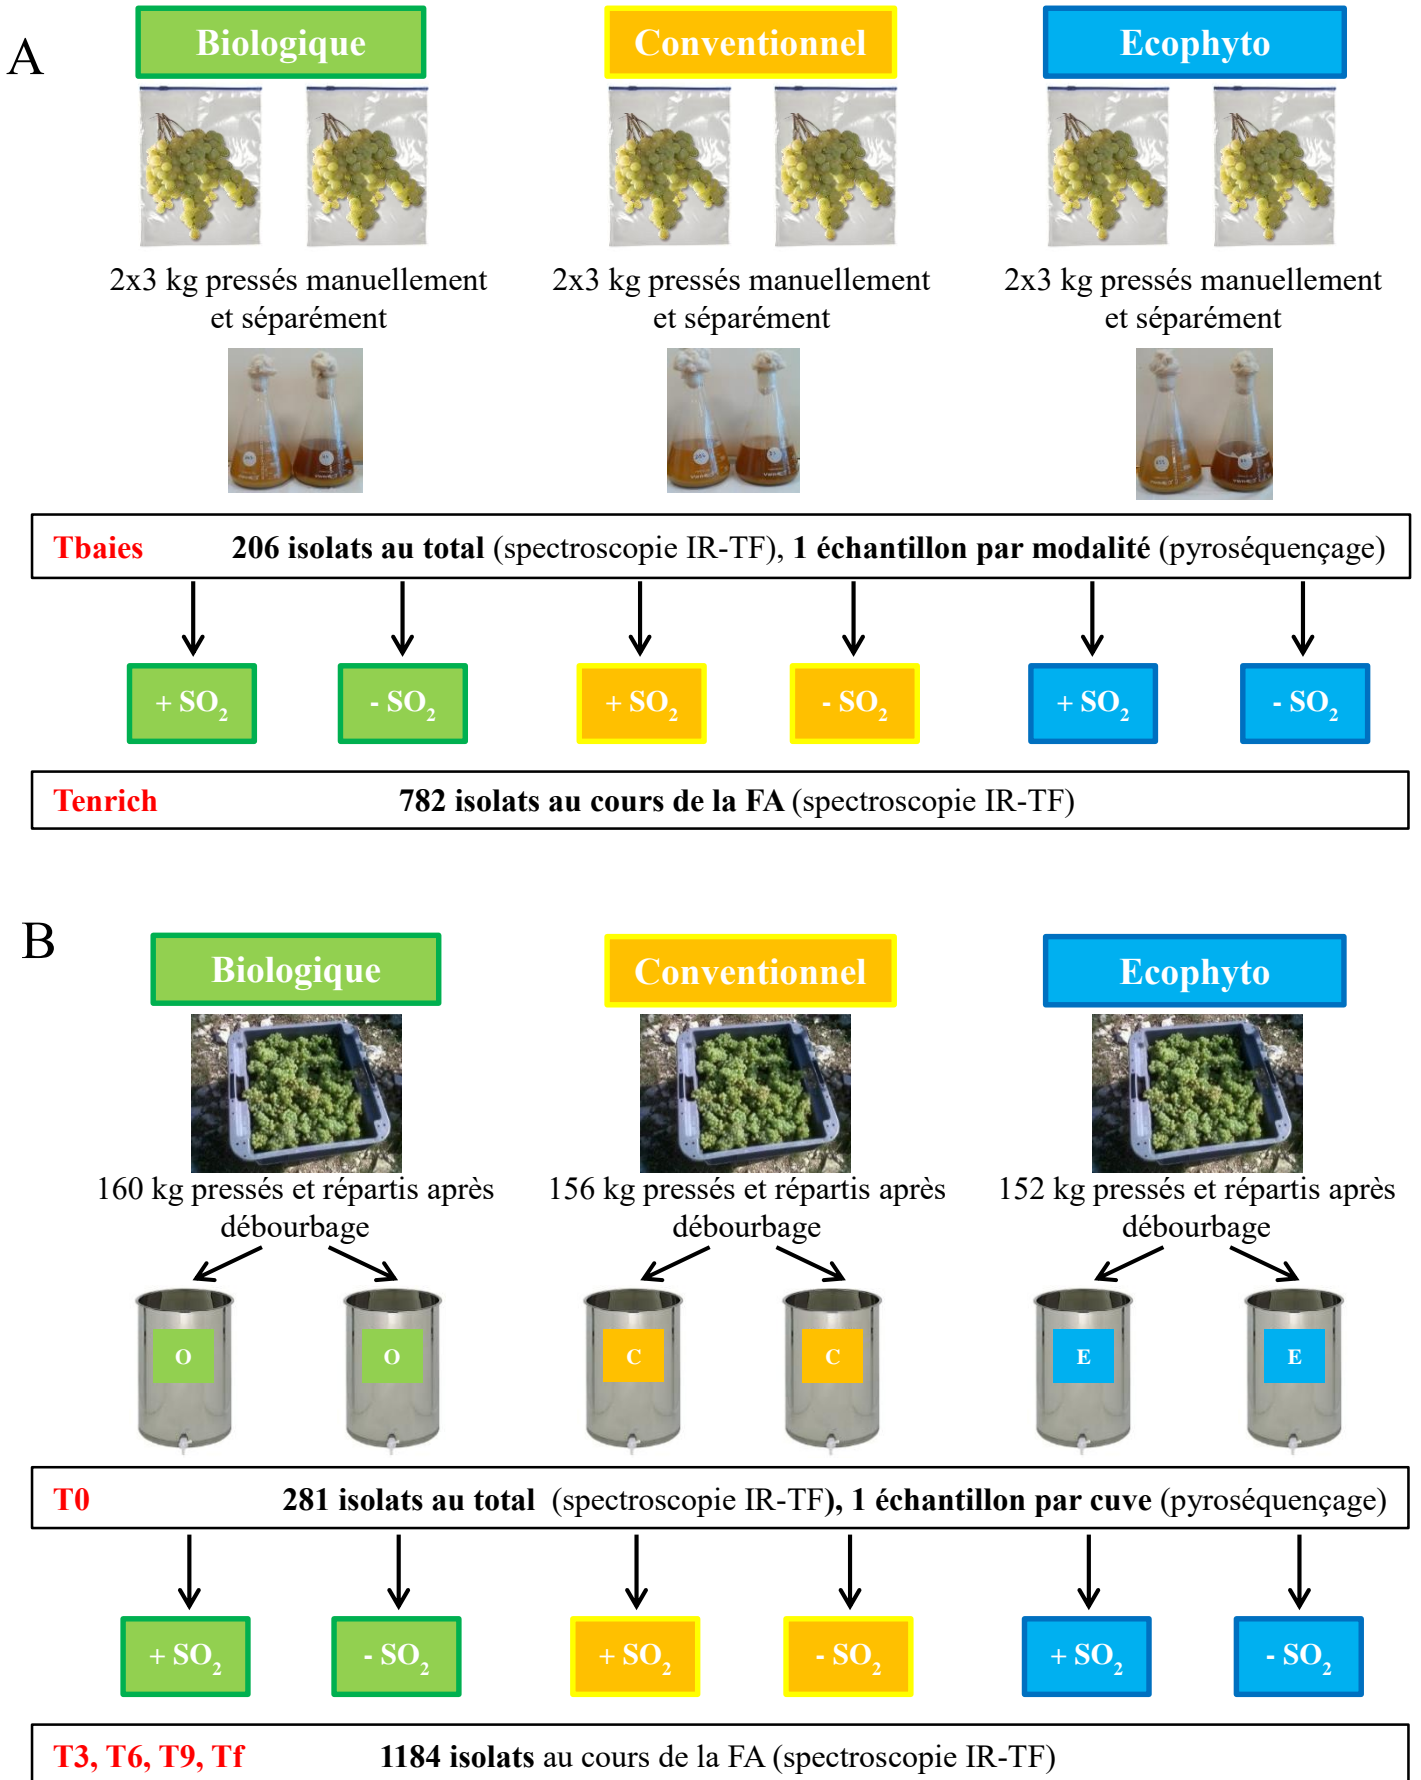 A
Biologique
Conventionnel
Ecophyto
2x3 kg pressés manuellement
et séparément
2x3 kg pressés manuellement
et séparément
2x3 kg pressés manuellement
et séparément
Tbaies 206 isolats au total (spectroscopie IR-TF), 1 échantillon par modalité (pyroséquençage)
+ SO2
- SO2
+ SO2
- SO2
+ SO2
- SO2
Tenrich 782 isolats au cours de la FA (spectroscopie IR-TF)
B
Biologique
Conventionnel
Ecophyto
160 kg pressés et répartis après
débourbage
156 kg pressés et répartis après
débourbage
152 kg pressés et répartis après
débourbage
O
O
C
C
E
E
T0 281 isolats au total (spectroscopie IR-TF), 1 échantillon par cuve (pyroséquençage)
+ SO2
- SO2
+ SO2
- SO2
+ SO2
- SO2
T3, T6, T9, Tf 1184 isolats au cours de la FA (spectroscopie IR-TF)